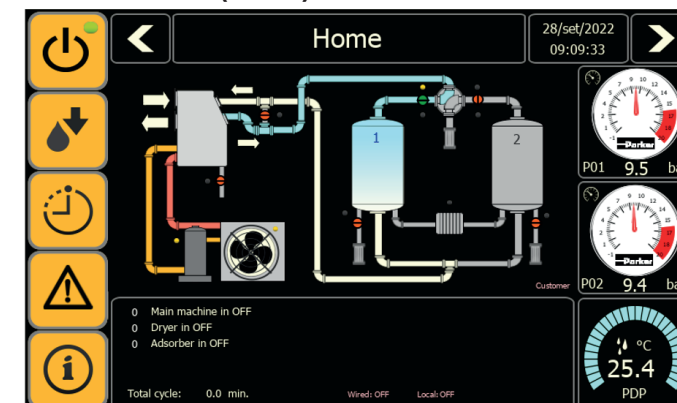 Home
28/set/2022
09:09:33
1
2
Parker
P01 9.5 ba
Parker
P02 9.4 ba
Customer
0 Main machine in OFF
0 Dryer in OFF
0 Adsorber in OFF
Total cycle: 0.0 min.
Wired: OFF Local: OFF
°C
25.4
PDP